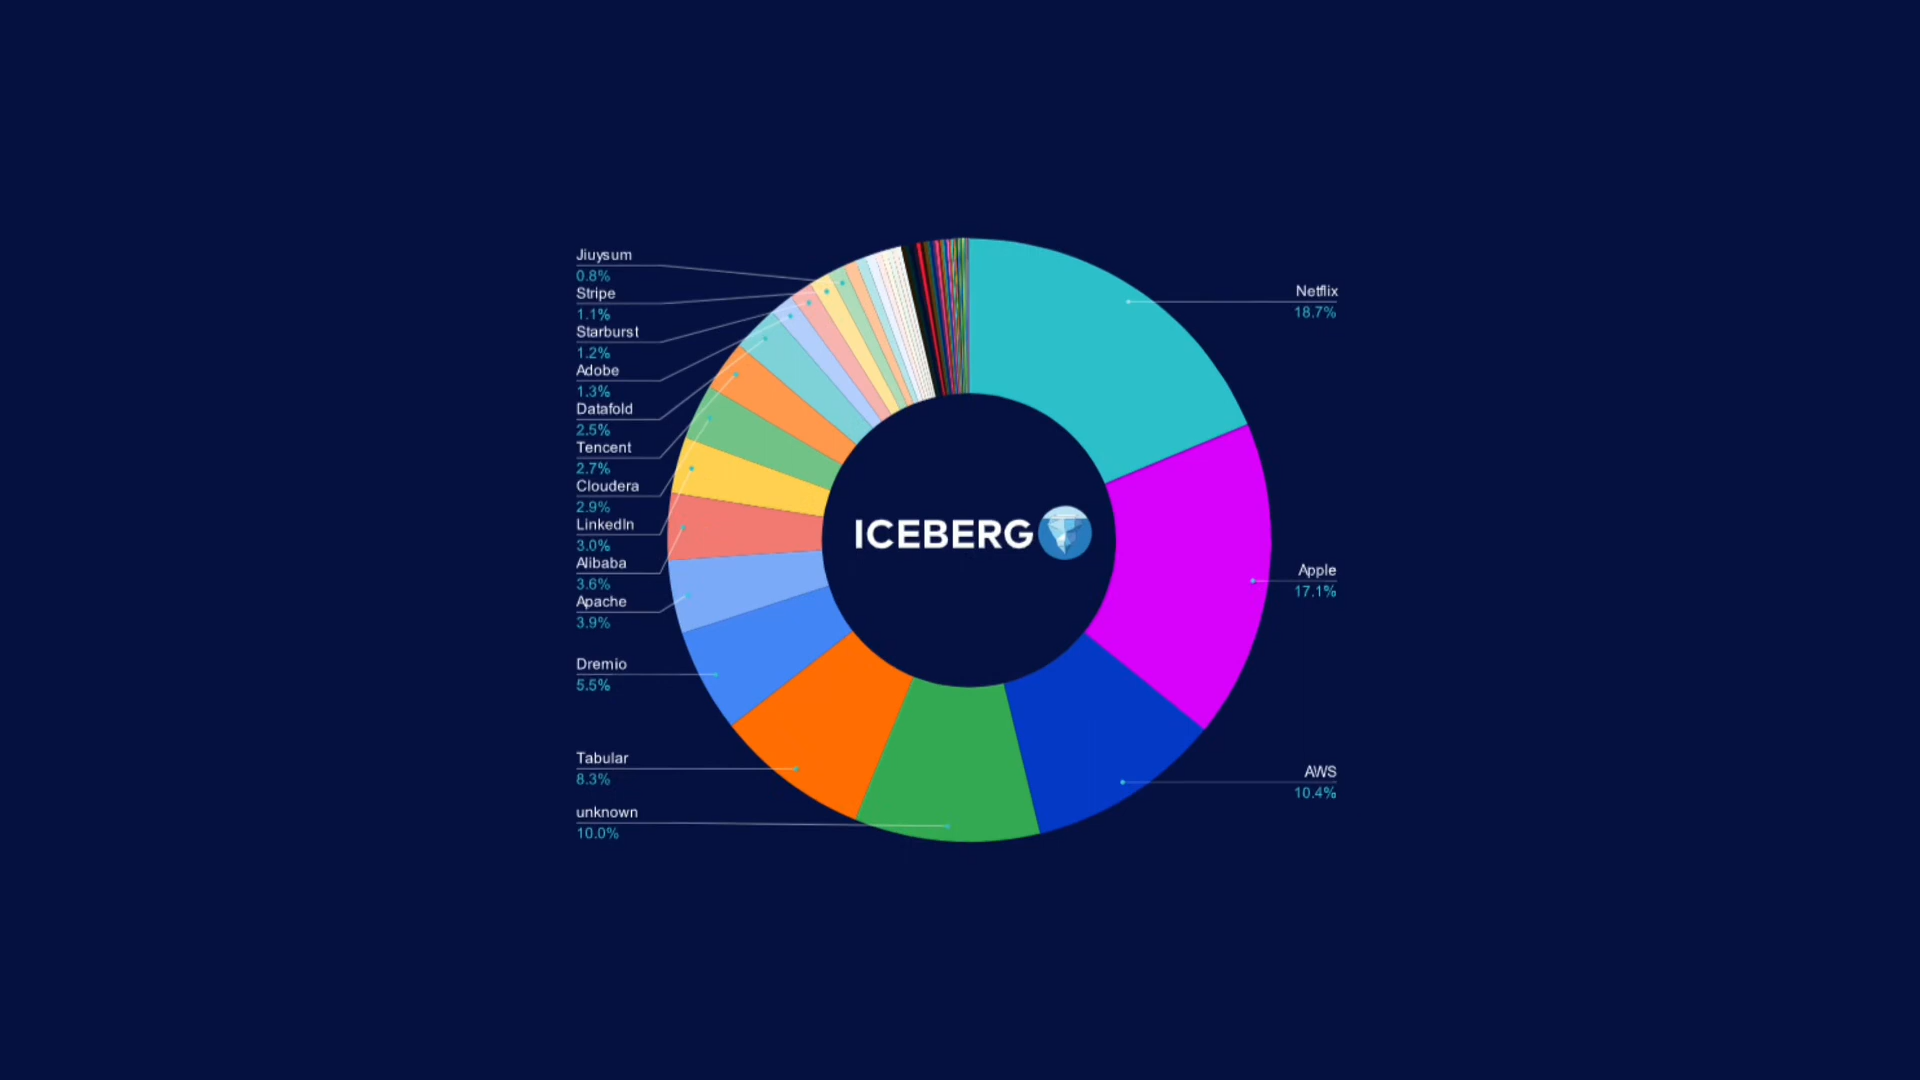 Jiuysum
0.8%
Stripe
1.1%
Starburst
1.2%
Adobe
1.3%
Datafold
2.5%
Tencent
2.7%
Cloudera
2.9%
LinkedIn
3.0%
Alibaba
3.6%
Apache
3.9%
Dremio
5.5%
Tabular
8.3%
unknown
10.0%
ICEBERG
Netflix
18.7%
Apple
17.1%
AWS
10.4%